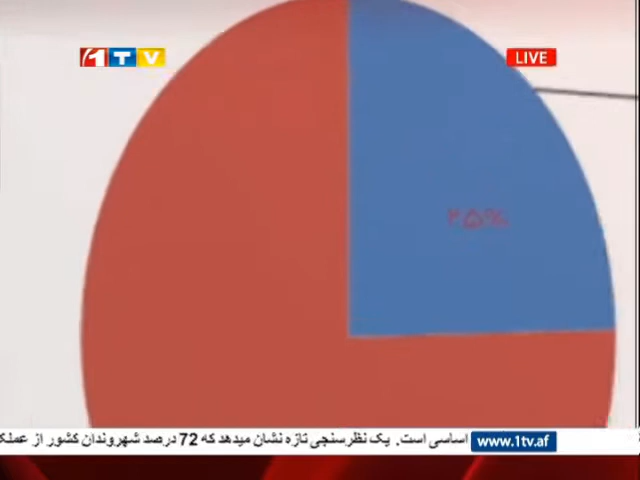 1TV
LIVE
۲۵%
اساسی است. یک نظرسنجی تازه نشان میدهد که 72 درصد شهروندان کشور از عملک
www.1tv.af